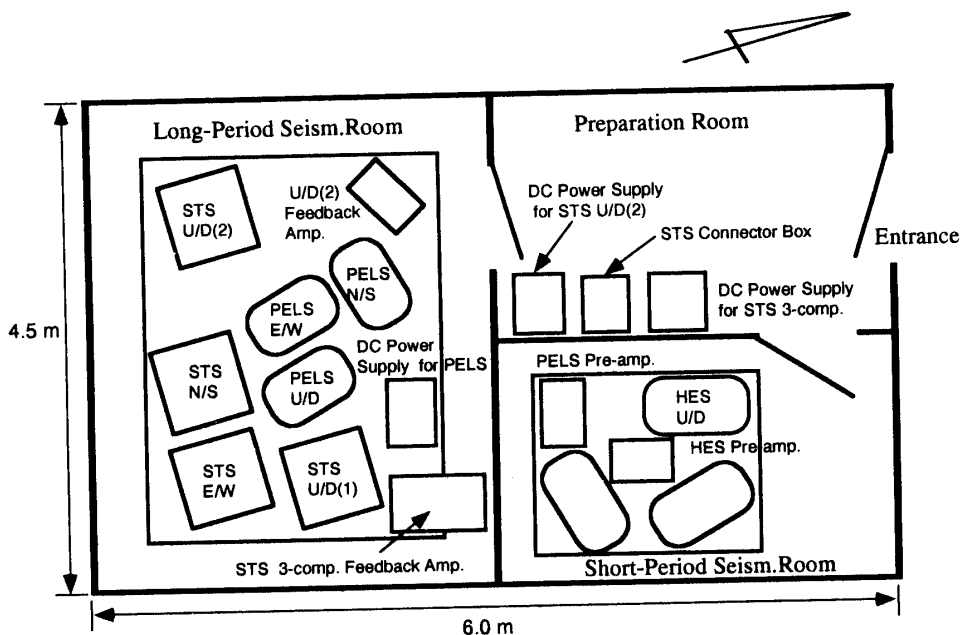 Long-Period Seism.Room
Preparation Room
STS
U/D(2)
U/D(2)
Feedback
Amp.
DC Power Supply
for STS U/D(2)
STS Connector Box
Entrance
PELS
N/S
PELS
E/W
DC Power Supply
for STS 3-comp.
4.5 m
DC Power
Supply for PELS
STS
N/S
PELS
U/D
PELS Pre-amp.
HES
U/D
HES Pre-amp.
STS
E/W
STS
U/D(1)
STS 3-comp. Feedback Amp.
Short-Period Seism.Room
6.0 m